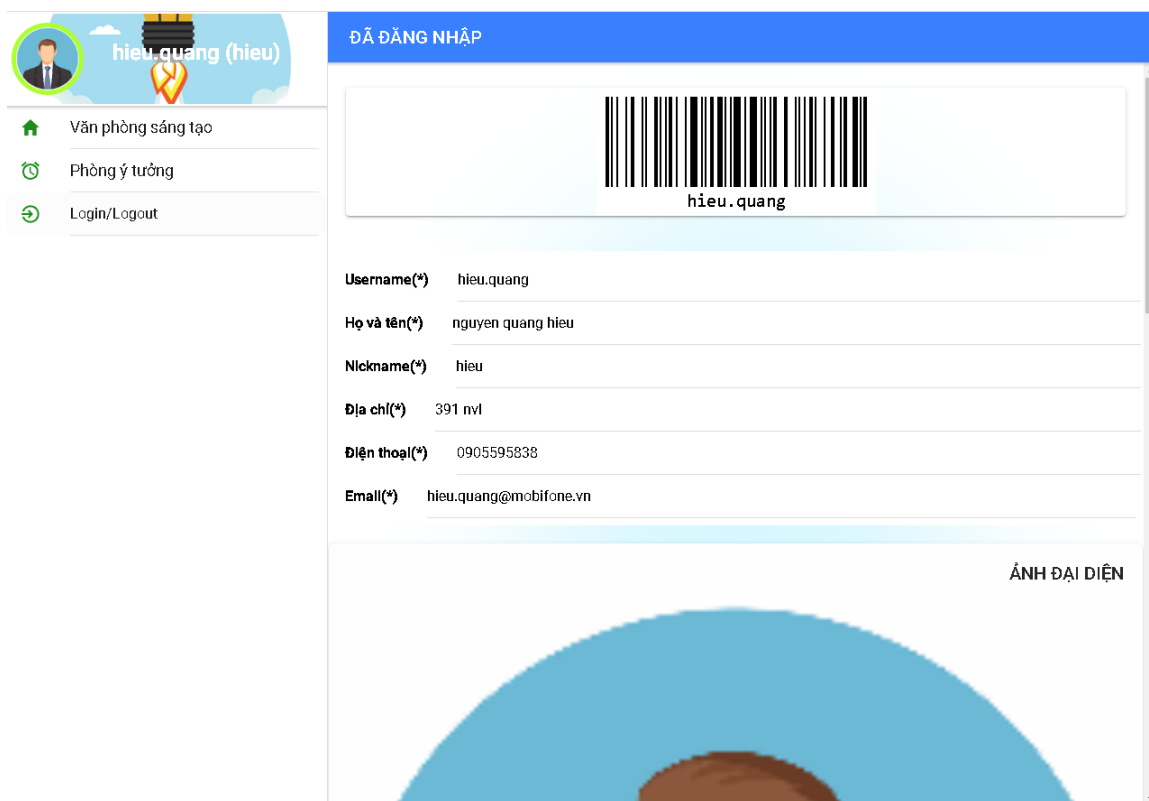 hieu.quang (hieu)
Văn phòng sáng tạo
Phòng ý tưởng
Login/Logout
ĐÃ ĐĂNG NHẬP
hieu.quang
Username(*) hieu.quang
Họ và tên(*) nguyen quang hieu
Nickname(*) hieu
Địa chỉ(*) 391 nvl
Điện thoại(*) 0905595838
Email(*) hieu.quang@mobifone.vn
ẢNH ĐẠI DIỆN